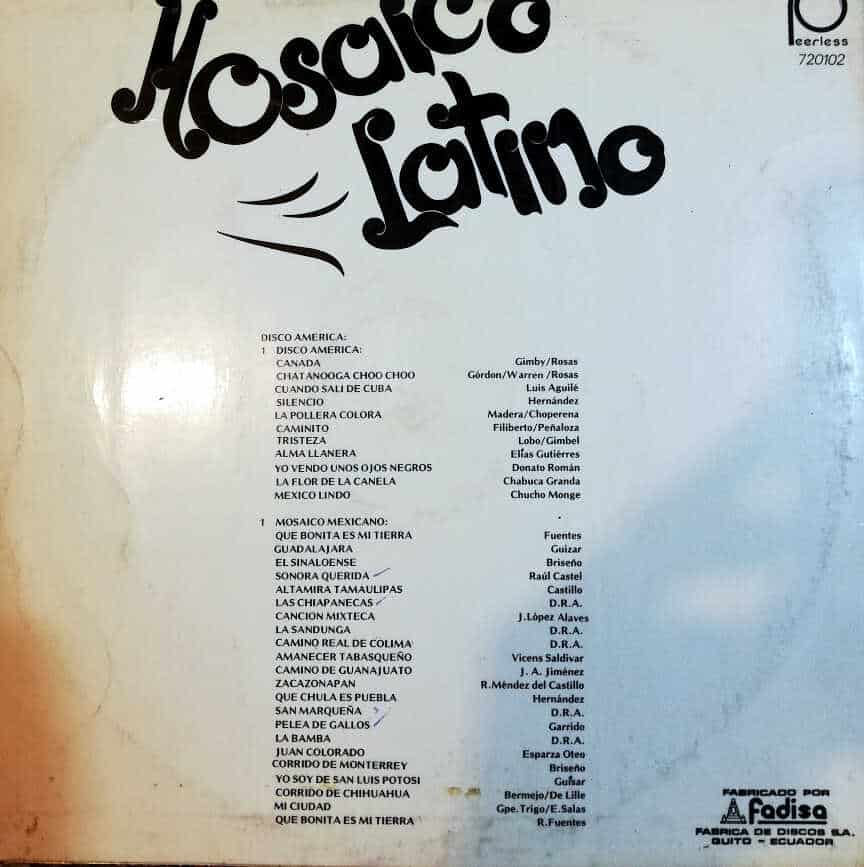 Mosaico
Latino
Peerless
720102
DISCO AMERICA:
1 DISCO AMERICA:
CANADA Gimby/Rosas
CHATANOOGA CHOO CHOO Górdon/Warren/Rosas
CUANDO SALI DE CUBA Luis Aguilé
SILENCIO Hernández
LA POLLERA COLORA Madera/Choperena
CAMINITO Filiberto/Peñaloza
TRISTEZA Lobo/Gimbel
ALMA LLANERA Elías Gutiérres
YO VENDO UNOS OJOS NEGROS Donato Román
LA FLOR DE LA CANELA Chabuca Granda
MEXICO LINDO Chucho Monge
1 MOSAICO MEXICANO:
QUE BONITA ES MI TIERRA Fuentes
GUADALAJARA Guizar
EL SINALOENSE Briseño
SONORA QUERIDA Raúl Castel
ALTAMIRA TAMAULIPAS Castillo
LAS CHIAPANECAS D.R.A.
CANCION MIXTECA J.López Alaves
LA SANDUNGA D.R.A.
CAMINO REAL DE COLIMA D.R.A.
AMANECER TABASQUEÑO Vicens Saldivar
CAMINO DE GUANAJUATO J. A. Jiménez
ZACAZONAPAN R.Méndez del Castillo
QUE CHULA ES PUEBLA Hernández
SAN MARQUEÑA D.R.A.
PELEA DE GALLOS Garrido
LA BAMBA D.R.A.
JUAN COLORADO Esparza Oteo
CORRIDO DE MONTERREY Briseño
YO SOY DE SAN LUIS POTOSI Guisar
CORRIDO DE CHIHUAHUA Bermejo/De Lille
MI CIUDAD Gpe.Trigo/E.Salas
QUE BONITA ES MI TIERRA R.Fuentes
FABRICADO POR
Fadisa
FABRICA DE DISCOS S.A.
QUITO - ECUADOR